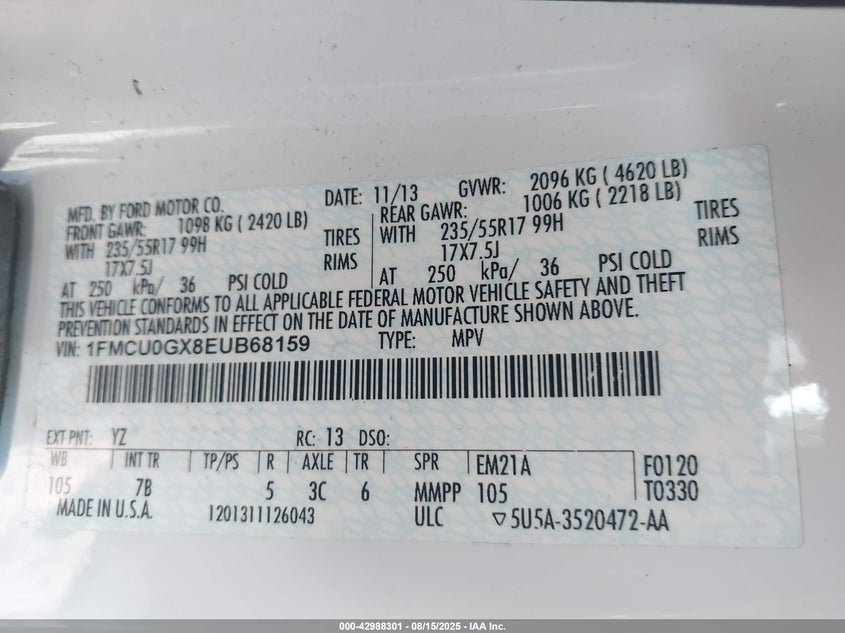 MFD. BY FORD MOTOR CO. DATE: 11/13 GVWR: 2096 KG ( 4620 LB)
FRONT GAWR: 1098 KG ( 2420 LB) REAR GAWR: 1006 KG ( 2218 LB)
WITH 235/55R17 99H TIRES WITH 235/55R17 99H TIRES
17X7.5J RIMS 17X7.5J RIMS
AT 250 kPa/ 36 PSI COLD AT 250 kPa/ 36 PSI COLD
THIS VEHICLE CONFORMS TO ALL APPLICABLE FEDERAL MOTOR VEHICLE SAFETY AND THEFT
PREVENTION STANDARDS IN EFFECT ON THE DATE OF MANUFACTURE SHOWN ABOVE.
VIN: 1FMCU0GX8EUB68159 TYPE: MPV
EXT PNT: YZ RC: 13 DSO:
WB INT TR TP/PS R AXLE TR SPR EM21A F0120
105 7B 5 3C 6 MMPP 105 T0330
MADE IN U.S.A. 1201311126043 ULC ▽5U5A-3520472-AA
000-42988301 - 08/15/2025 - IAA Inc.